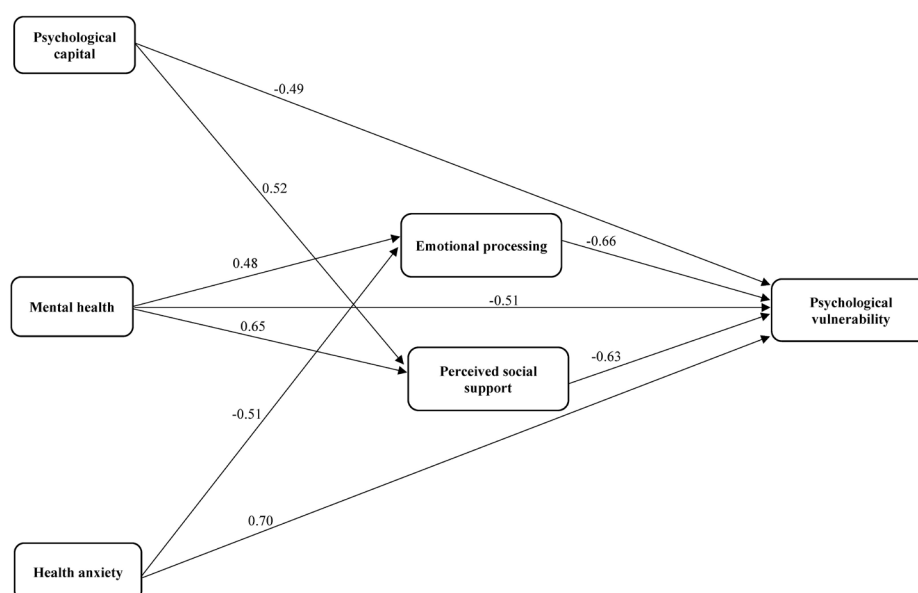 Psychological
capital
-0.49
0.52
Emotional processing
-0.66
0.48
Mental health
-0.51
Psychological
vulnerability
0.65
-0.63
Perceived social
support
-0.51
0.70
Health anxiety